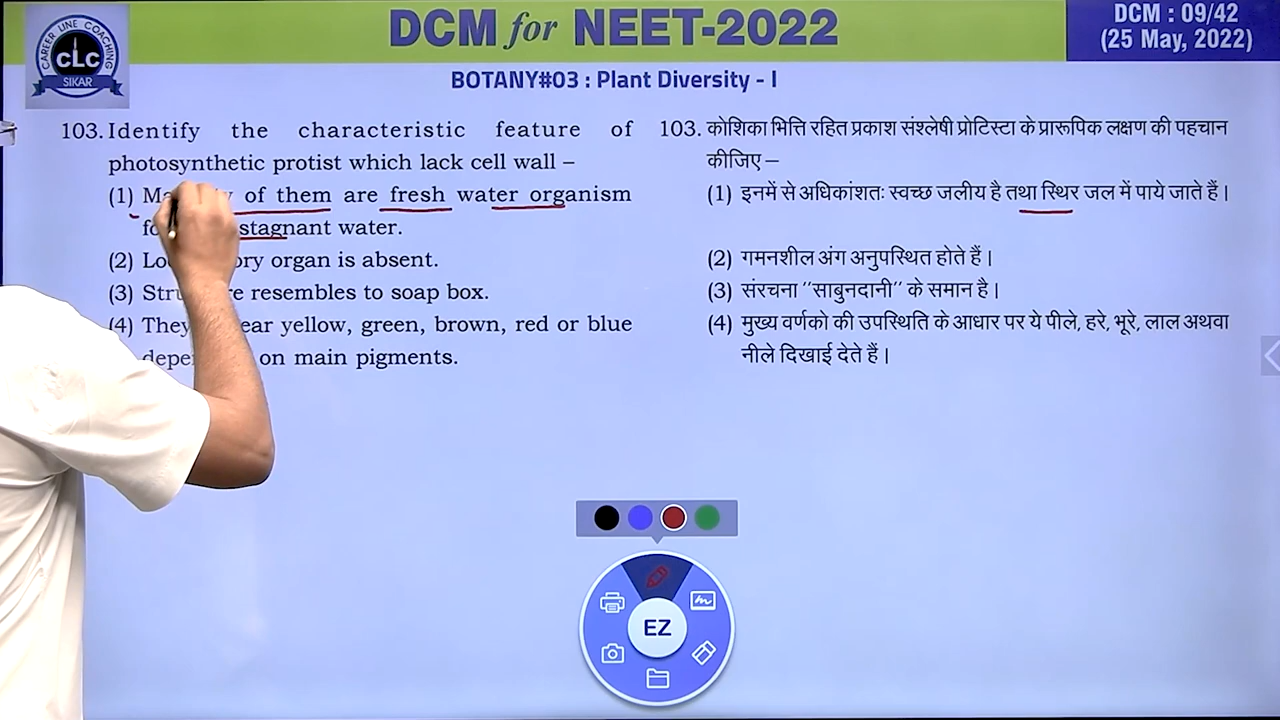 DCM for NEET-2022
DCM : 09/42
(25 May, 2022)
CAREER LINE COACHING
CLC
SIKAR
BOTANY#03 : Plant Diversity - I
103. Identify the characteristic feature of
photosynthetic protist which lack cell wall –
(1) of them are fresh water organism
stagnant water.
(2) organ is absent.
(3) resembles to soap box.
(4) They yellow, green, brown, red or blue
on main pigments.
103. कोशिका भित्ति रहित प्रकाश संश्लेषी प्रोटिस्टा के प्रारूपिक लक्षण की पहचान
कीजिए –
(1) इनमें से अधिकांशतः स्वच्छ जलीय है तथा स्थिर जल में पाये जाते हैं।
(2) गमनशील अंग अनुपस्थित होते हैं।
(3) संरचना ''साबुनदानी'' के समान है।
(4) मुख्य वर्णको की उपस्थिति के आधार पर ये पीले, हरे, भूरे, लाल अथवा
नीले दिखाई देते हैं।
EZ